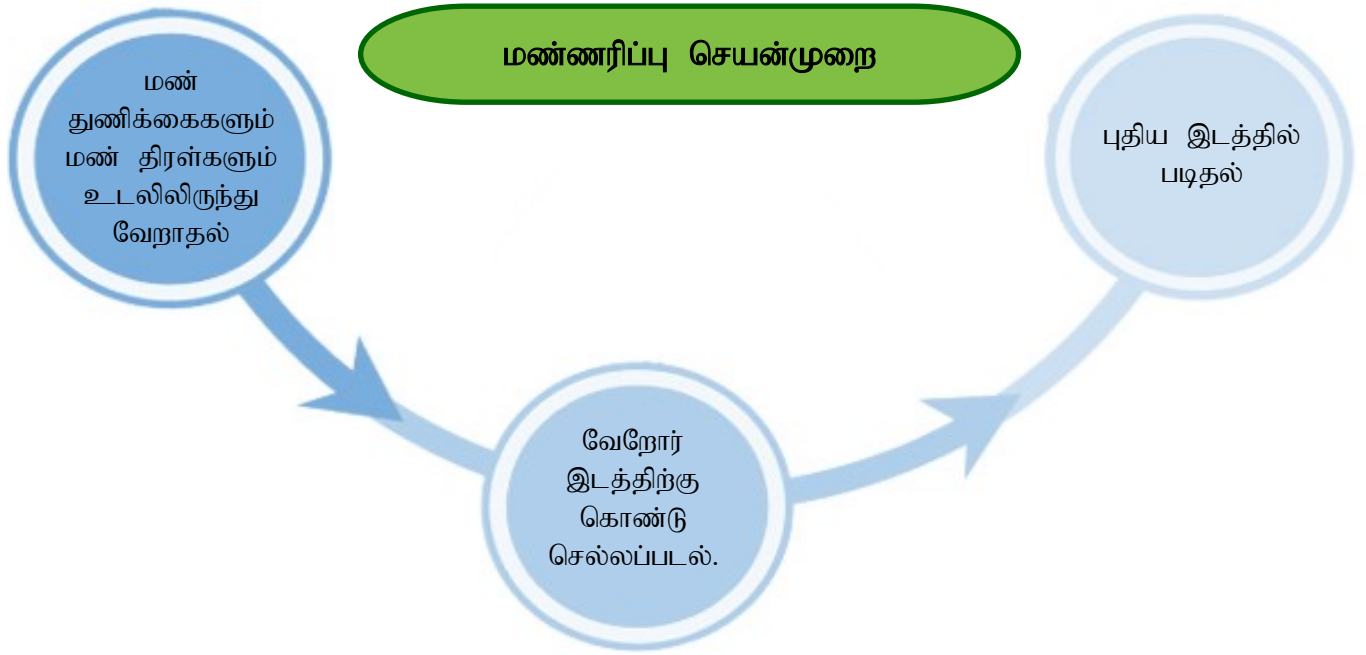 மண்ணரிப்பு செயன்முறை
மண்
துணிக்கைகளும்
மண் திரள்களும்
உடலிலிருந்து
வேறாதல்
வேறோர்
இடத்திற்கு
கொண்டு
செல்லப்படல்.
புதிய இடத்தில்
படிதல்